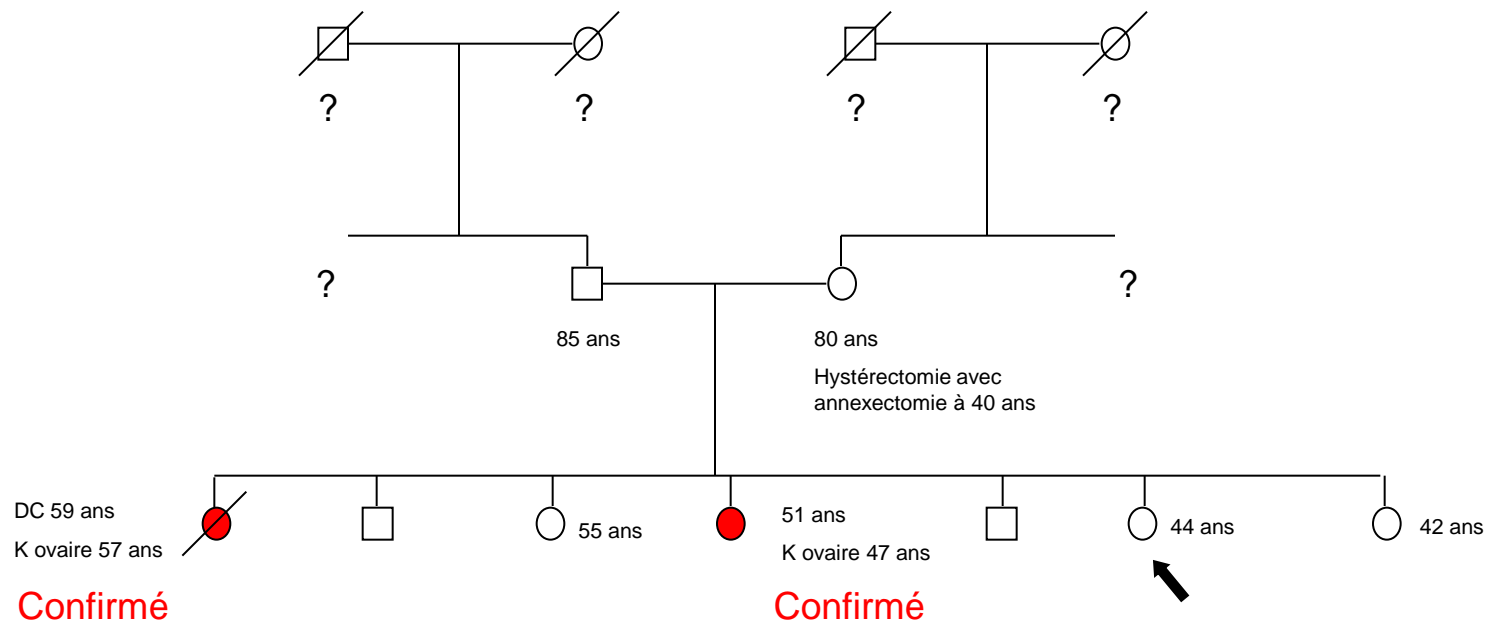 ?
?
?
?
?
?
85 ans
80 ans
Hystérectomie avec
annexectomie à 40 ans
DC 59 ans
K ovaire 57 ans
Confirmé
55 ans
51 ans
K ovaire 47 ans
Confirmé
44 ans
42 ans